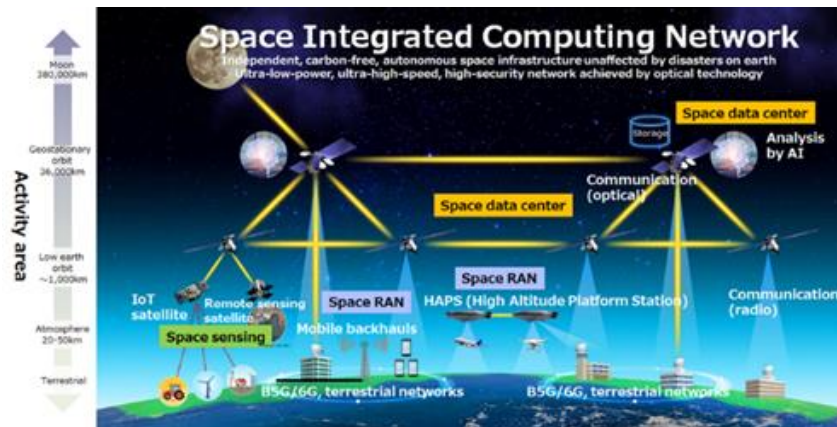 Space Integrated Computing Network
Independent, carbon-free, autonomous space infrastructure unaffected by disasters on earth
Ultra-low-power, ultra-high-speed, high-security network achieved by optical technology
Activity area
Moon
380,000km
Geostationary
orbit
36,000km
Low earth
orbit
~1,000km
Atmosphere
20-50km
Terrestrial
Space data center
Storage
Analysis
by AI
Communication
(optical)
Space data center
Space RAN
HAPS (High Altitude Platform Station)
Communication
(radio)
IoT
satellite
Remote sensing
satellite
Space sensing
Space RAN
Mobile backhauls
B5G/6G, terrestrial networks
B5G/6G, terrestrial networks